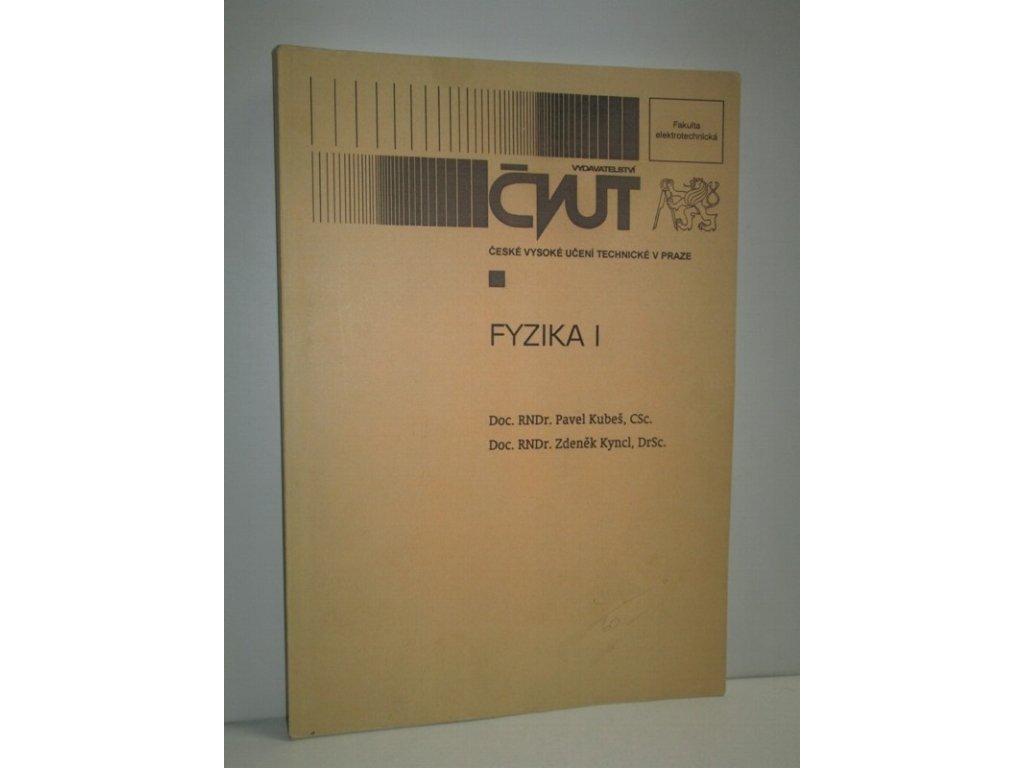 Fakulta
elektrotechnická
VYDAVATELSTVÍ
ČVUT
ČESKÉ VYSOKÉ UČENÍ TECHNICKÉ V PRAZE
FYZIKA I
Doc. RNDr. Pavel Kubeš, CSc.
Doc. RNDr. Zdeněk Kyncl, DrSc.